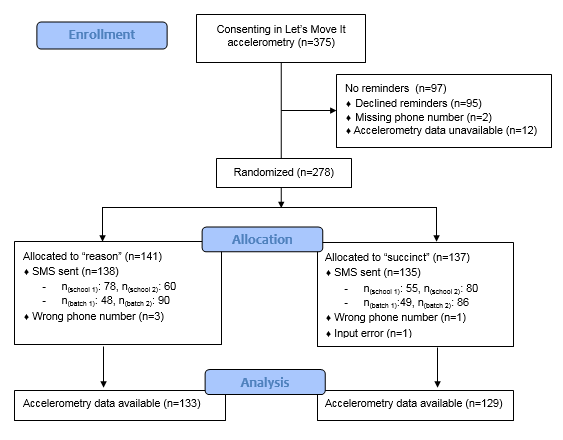 Enrollment
Consenting in Let's Move It
accelerometry (n=375)
No reminders (n=97)
♦ Declined reminders (n=95)
♦ Missing phone number (n=2)
♦ Accelerometry data unavailable (n=12)
Randomized (n=278)
Allocation
Allocated to “reason” (n=141)
♦ SMS sent (n=138)
- n(school 1): 78, n(school 2): 60
- n(batch 1): 48, n(batch 2): 90
♦ Wrong phone number (n=3)
Allocated to “succinct” (n=137)
♦ SMS sent (n=135)
- n(school 1): 55, n(school 2): 80
- n(batch 1):49, n(batch 2): 86
♦ Wrong phone number (n=1)
♦ Input error (n=1)
Analysis
Accelerometry data available (n=133)
Accelerometry data available (n=129)